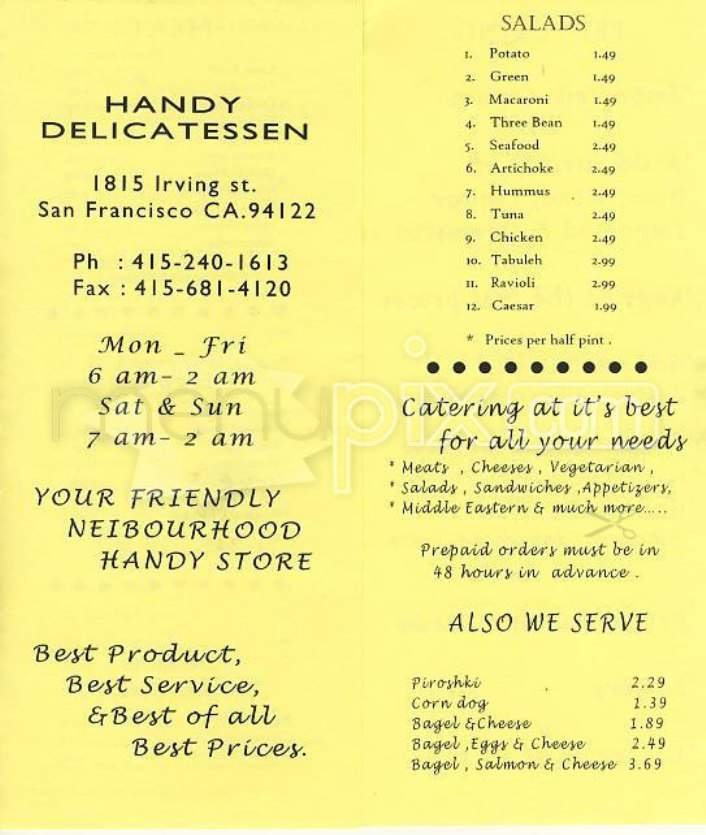 HANDY
DELICATESSEN
1815 Irving st.
San Francisco CA.94122
Ph : 415-240-1613
Fax : 415-681-4120
Mon _ Fri
6 am- 2 am
Sat & Sun
7 am- 2 am
YOUR FRIENDLY
NEIBOURHOOD
HANDY STORE
Best Product,
Best Service,
&Best of all
Best Prices.
SALADS
1. Potato 1.49
2. Green 1.49
3. Macaroni 1.49
4. Three Bean 1.49
5. Seafood 2.49
6. Artichoke 2.49
7. Hummus 2.49
8. Tuna 2.49
9. Chicken 2.49
10. Tabuleh 2.99
11. Ravioli 2.99
12. Caesar 1.99
* Prices per half pint .
Catering at it's best
for all your needs
* Meats , Cheeses , Vegetarian ,
* Salads , Sandwiches ,Appetizers,
* Middle Eastern & much more.....
Prepaid orders must be in
48 hours in advance .
ALSO WE SERVE
Piroshki 2.29
Corn dog 1.39
Bagel &Cheese 1.89
Bagel ,Eggs & Cheese 2.49
Bagel , Salmon & Cheese 3.69
menupix.com